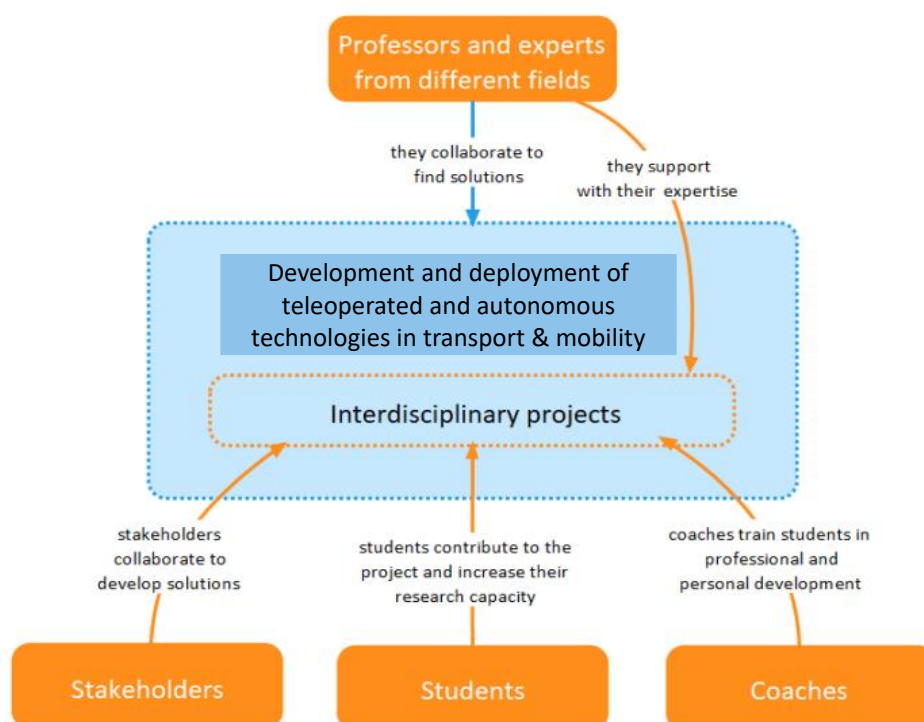 Professors and experts
from different fields
they collaborate to
find solutions
they support
with their expertise
Development and deployment of
teleoperated and autonomous
technologies in transport & mobility
Interdisciplinary projects
stakeholders
collaborate to
develop solutions
students contribute to the
project and increase their
research capacity
coaches train students in
professional and
personal development
Stakeholders
Students
Coaches